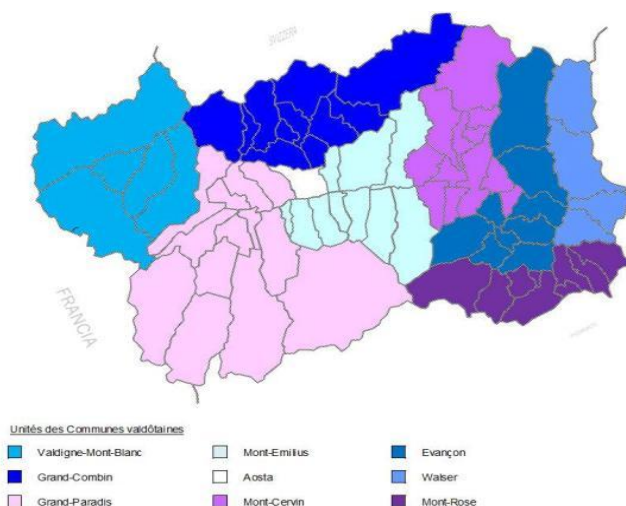 SVIZZERA
FRANCIA
Unités des Communes valdôtaines
Valdigne-Mont-Blanc
Mont-Emilius
Evançon
Grand-Combin
Aosta
Walser
Grand-Paradis
Mont-Cervin
Mont-Rose